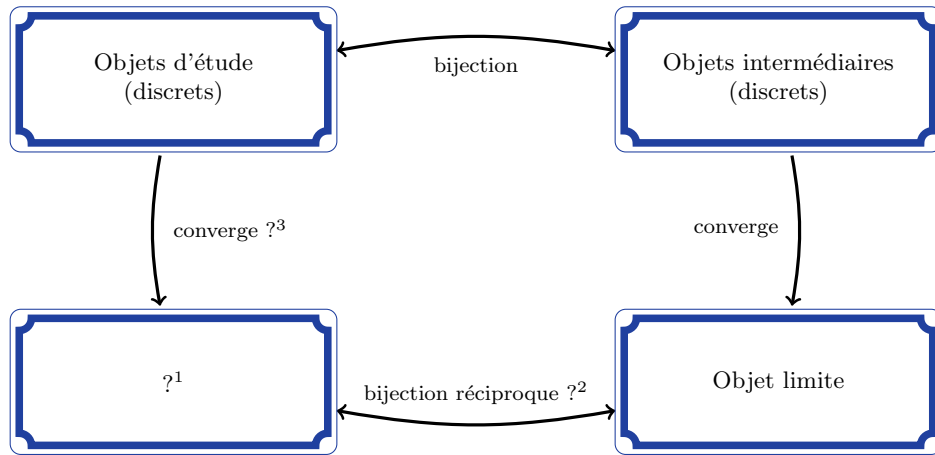 Objets d'étude
(discrets)
bijection
Objets intermédiaires
(discrets)
converge ?³
converge
?¹
bijection réciproque ?²
Objet limite